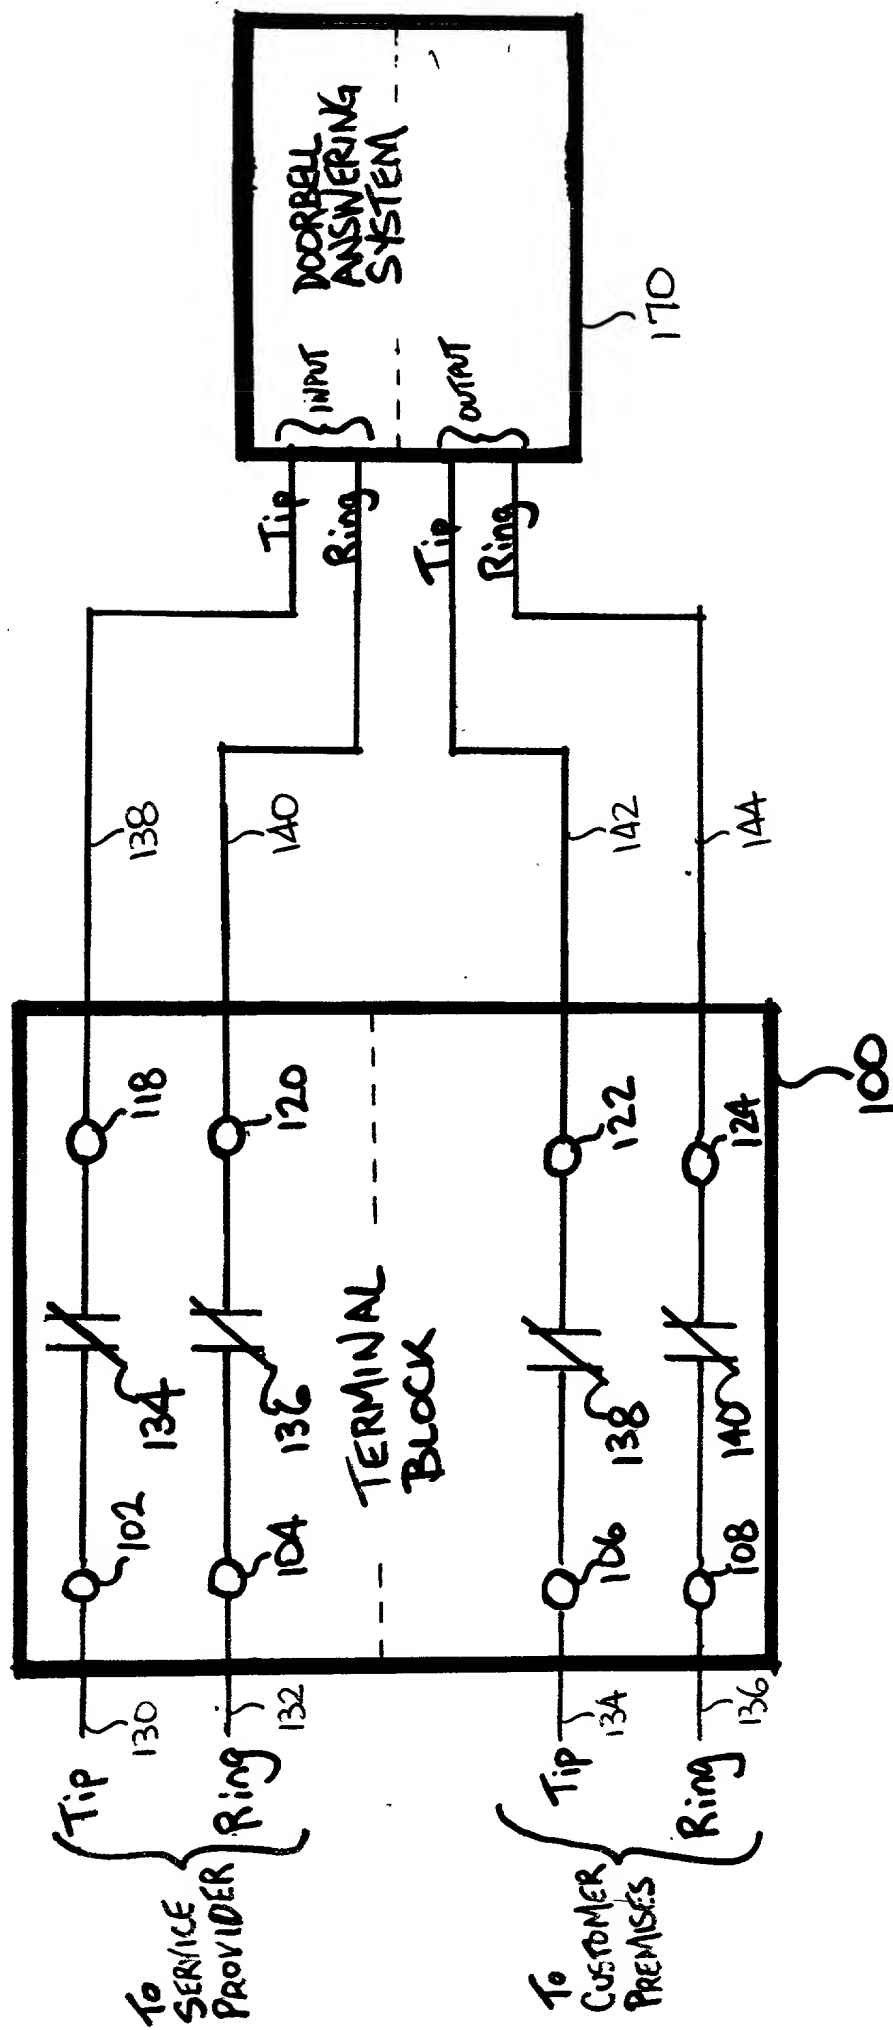 To
SERVICE
PROVIDER
Tip
Ring
130
132
102
104
134
136
118
120
138
140
Tip
Ring
INPUT
DOORBELL
ANSWERING
SYSTEM
TERMINAL
BLOCK
To
CUSTOMER
PREMISES
Tip
Ring
134
136
106
108
138
140
122
124
142
144
Tip
Ring
OUTPUT
170
100